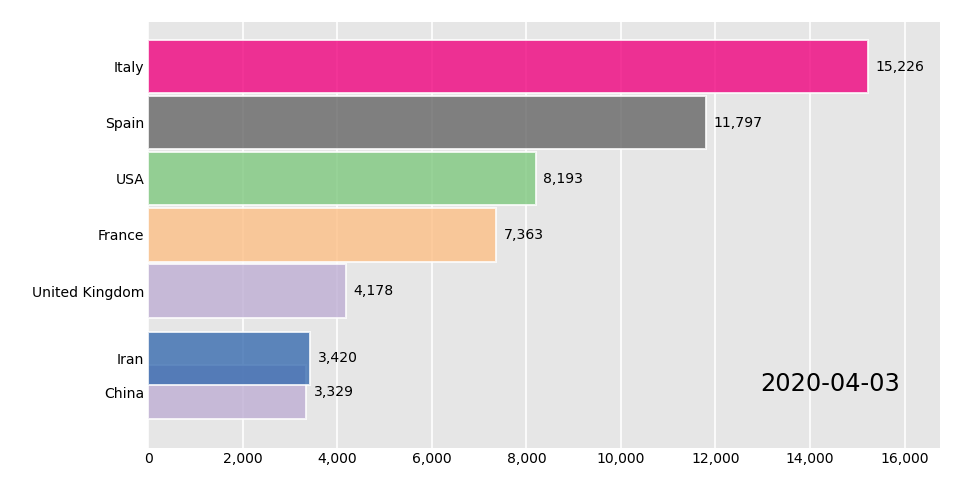 Italy 15,226
Spain 11,797
USA 8,193
France 7,363
United Kingdom 4,178
Iran 3,420
China 3,329
2020-04-03
0 2,000 4,000 6,000 8,000 10,000 12,000 14,000 16,000